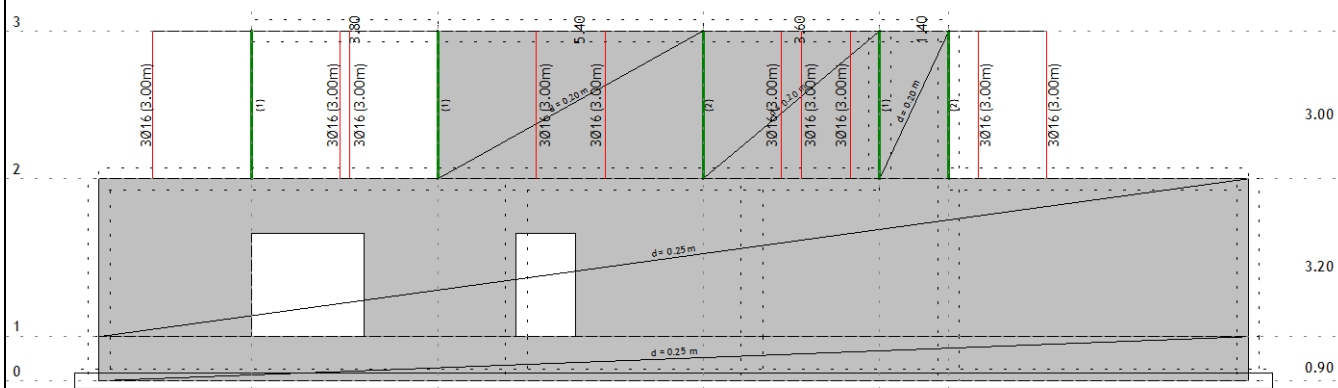 3
3.80
5.40
3.60
1.40
3Ø16 (3.00m)
(1)
3Ø16 (3.00m)
3Ø16 (3.00m)
(1)
3Ø16 (3.00m)
d = 0.20 m
3Ø16 (3.00m)
(2)
3Ø16 (3.00m)
0.20 m
3Ø16 (3.00m)
3Ø16 (3.00m)
(1)
d = 0.20 m
(2)
3Ø16 (3.00m)
3Ø16 (3.00m)
3.00
2
d = 0.25 m
3.20
1
d = 0.25 m
0
0.90